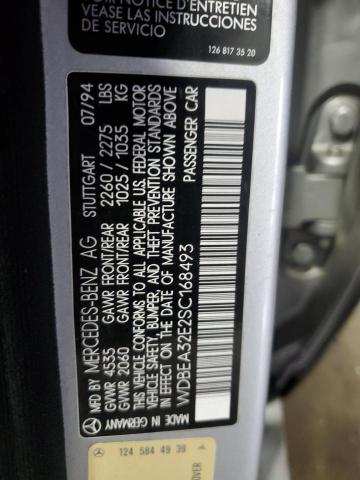 NOTICE D'ENTRETIEN
VEASE LAS INSTRUCCIONES
DE SERVICIO
126 817 35 20
MFD BY MERCEDES-BENZ AG STUTTGART 07/94
GVWR 4535 GAWR FRONT/REAR 2260/2275 LBS
GVWR 2060 GAWR FRONT/REAR 1025/1035 KG
VEHICLE CONFORMS TO ALL APPLICABLE US. FEDERAL MOTOR
VEHICLE SAFETY, BUMPER, AND THEFT PREVENTION STANDARDS
IN EFFECT ON THE DATE OF MANUFACTURE SHOWN ABOVE
WDBEA32E2SC168493 PASSENGER CAR
MADE IN
GERMANY
124 584 49 39